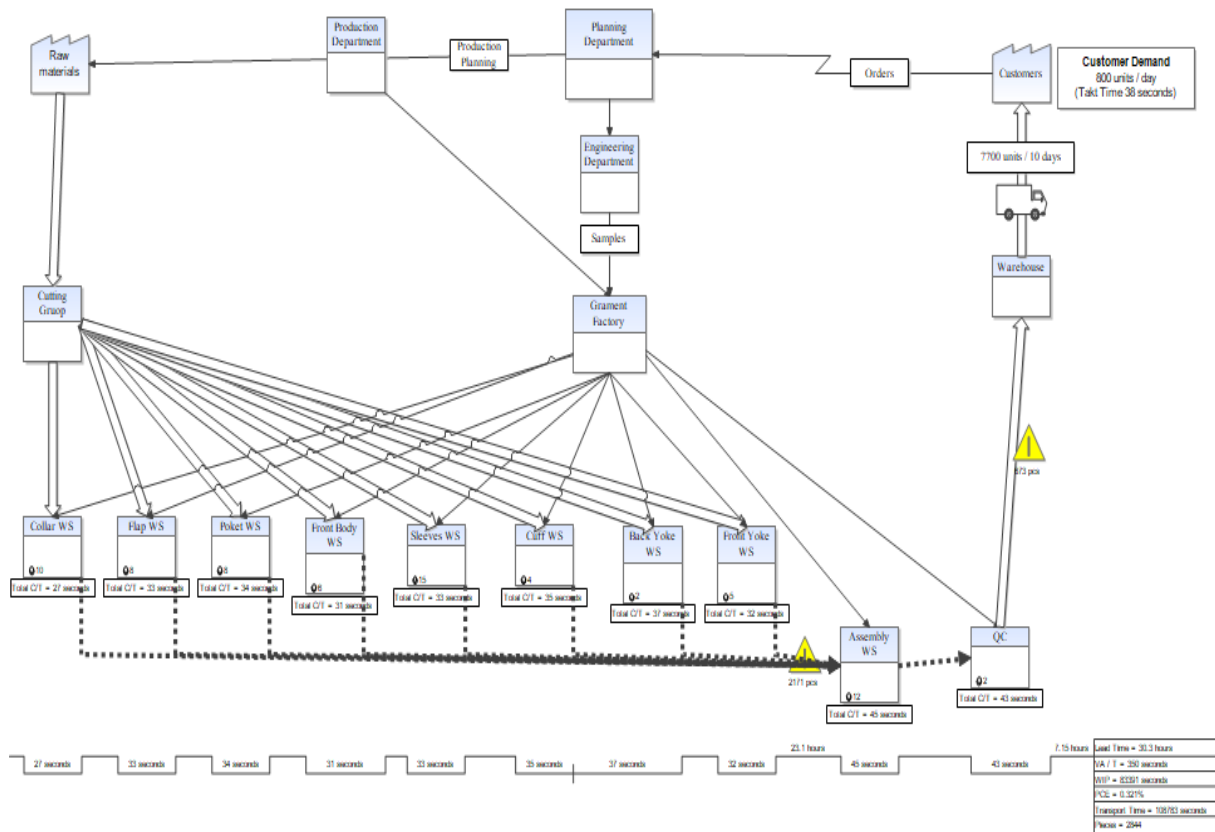 Raw
materials
Production
Department
Production
Planning
Planning
Department
Orders
Customers
Customer Demand
800 units / day
(Takt Time 38 seconds)
Engineering
Department
7700 units / 10 days
Samples
Warehouse
Cutting
Gruop
Grament
Factory
673 pcs
Collar WS
10
Total C/T = 27 seconds
Flap WS
8
Total C/T = 33 seconds
Poket WS
8
Total C/T = 34 seconds
Front Body
WS
6
Total C/T = 31 seconds
Sleeves WS
15
Total C/T = 33 seconds
Cuff WS
4
Total C/T = 35 seconds
Back Yoke
WS
2
Total C/T = 37 seconds
Front Yoke
WS
5
Total C/T = 32 seconds
2171 pcs
Assembly
WS
12
Total C/T = 45 seconds
QC
2
Total C/T = 43 seconds
27 seconds
33 seconds
34 seconds
31 seconds
33 seconds
35 seconds
37 seconds
32 seconds
23.1 hours
45 seconds
43 seconds
7.15 hours
Lead Time = 30.3 hours
VA / T = 350 seconds
WIP = 83391 seconds
PCE = 0.321%
Transport Time = 108783 seconds
Pieces = 2844